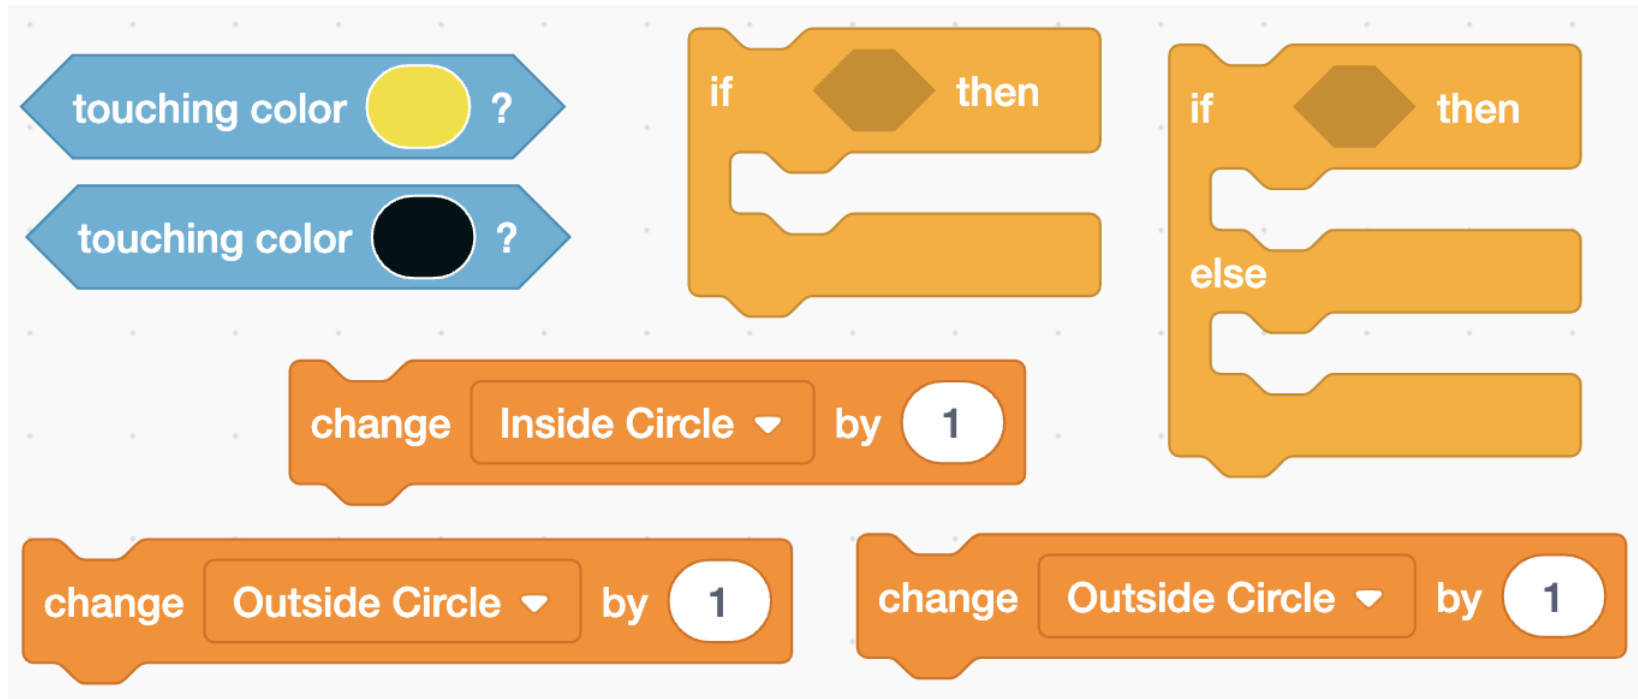 touching color ?
touching color ?
if then
if then
else
change Inside Circle by 1
change Outside Circle by 1
change Outside Circle by 1